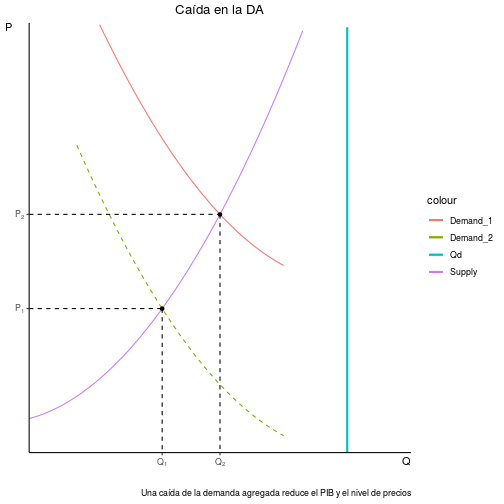 Caída en la DA
P
colour
Demand_1
Demand_2
Qd
Supply
P₂
P₁
Q₁ Q₂
Q
Una caída de la demanda agregada reduce el PIB y el nivel de precios